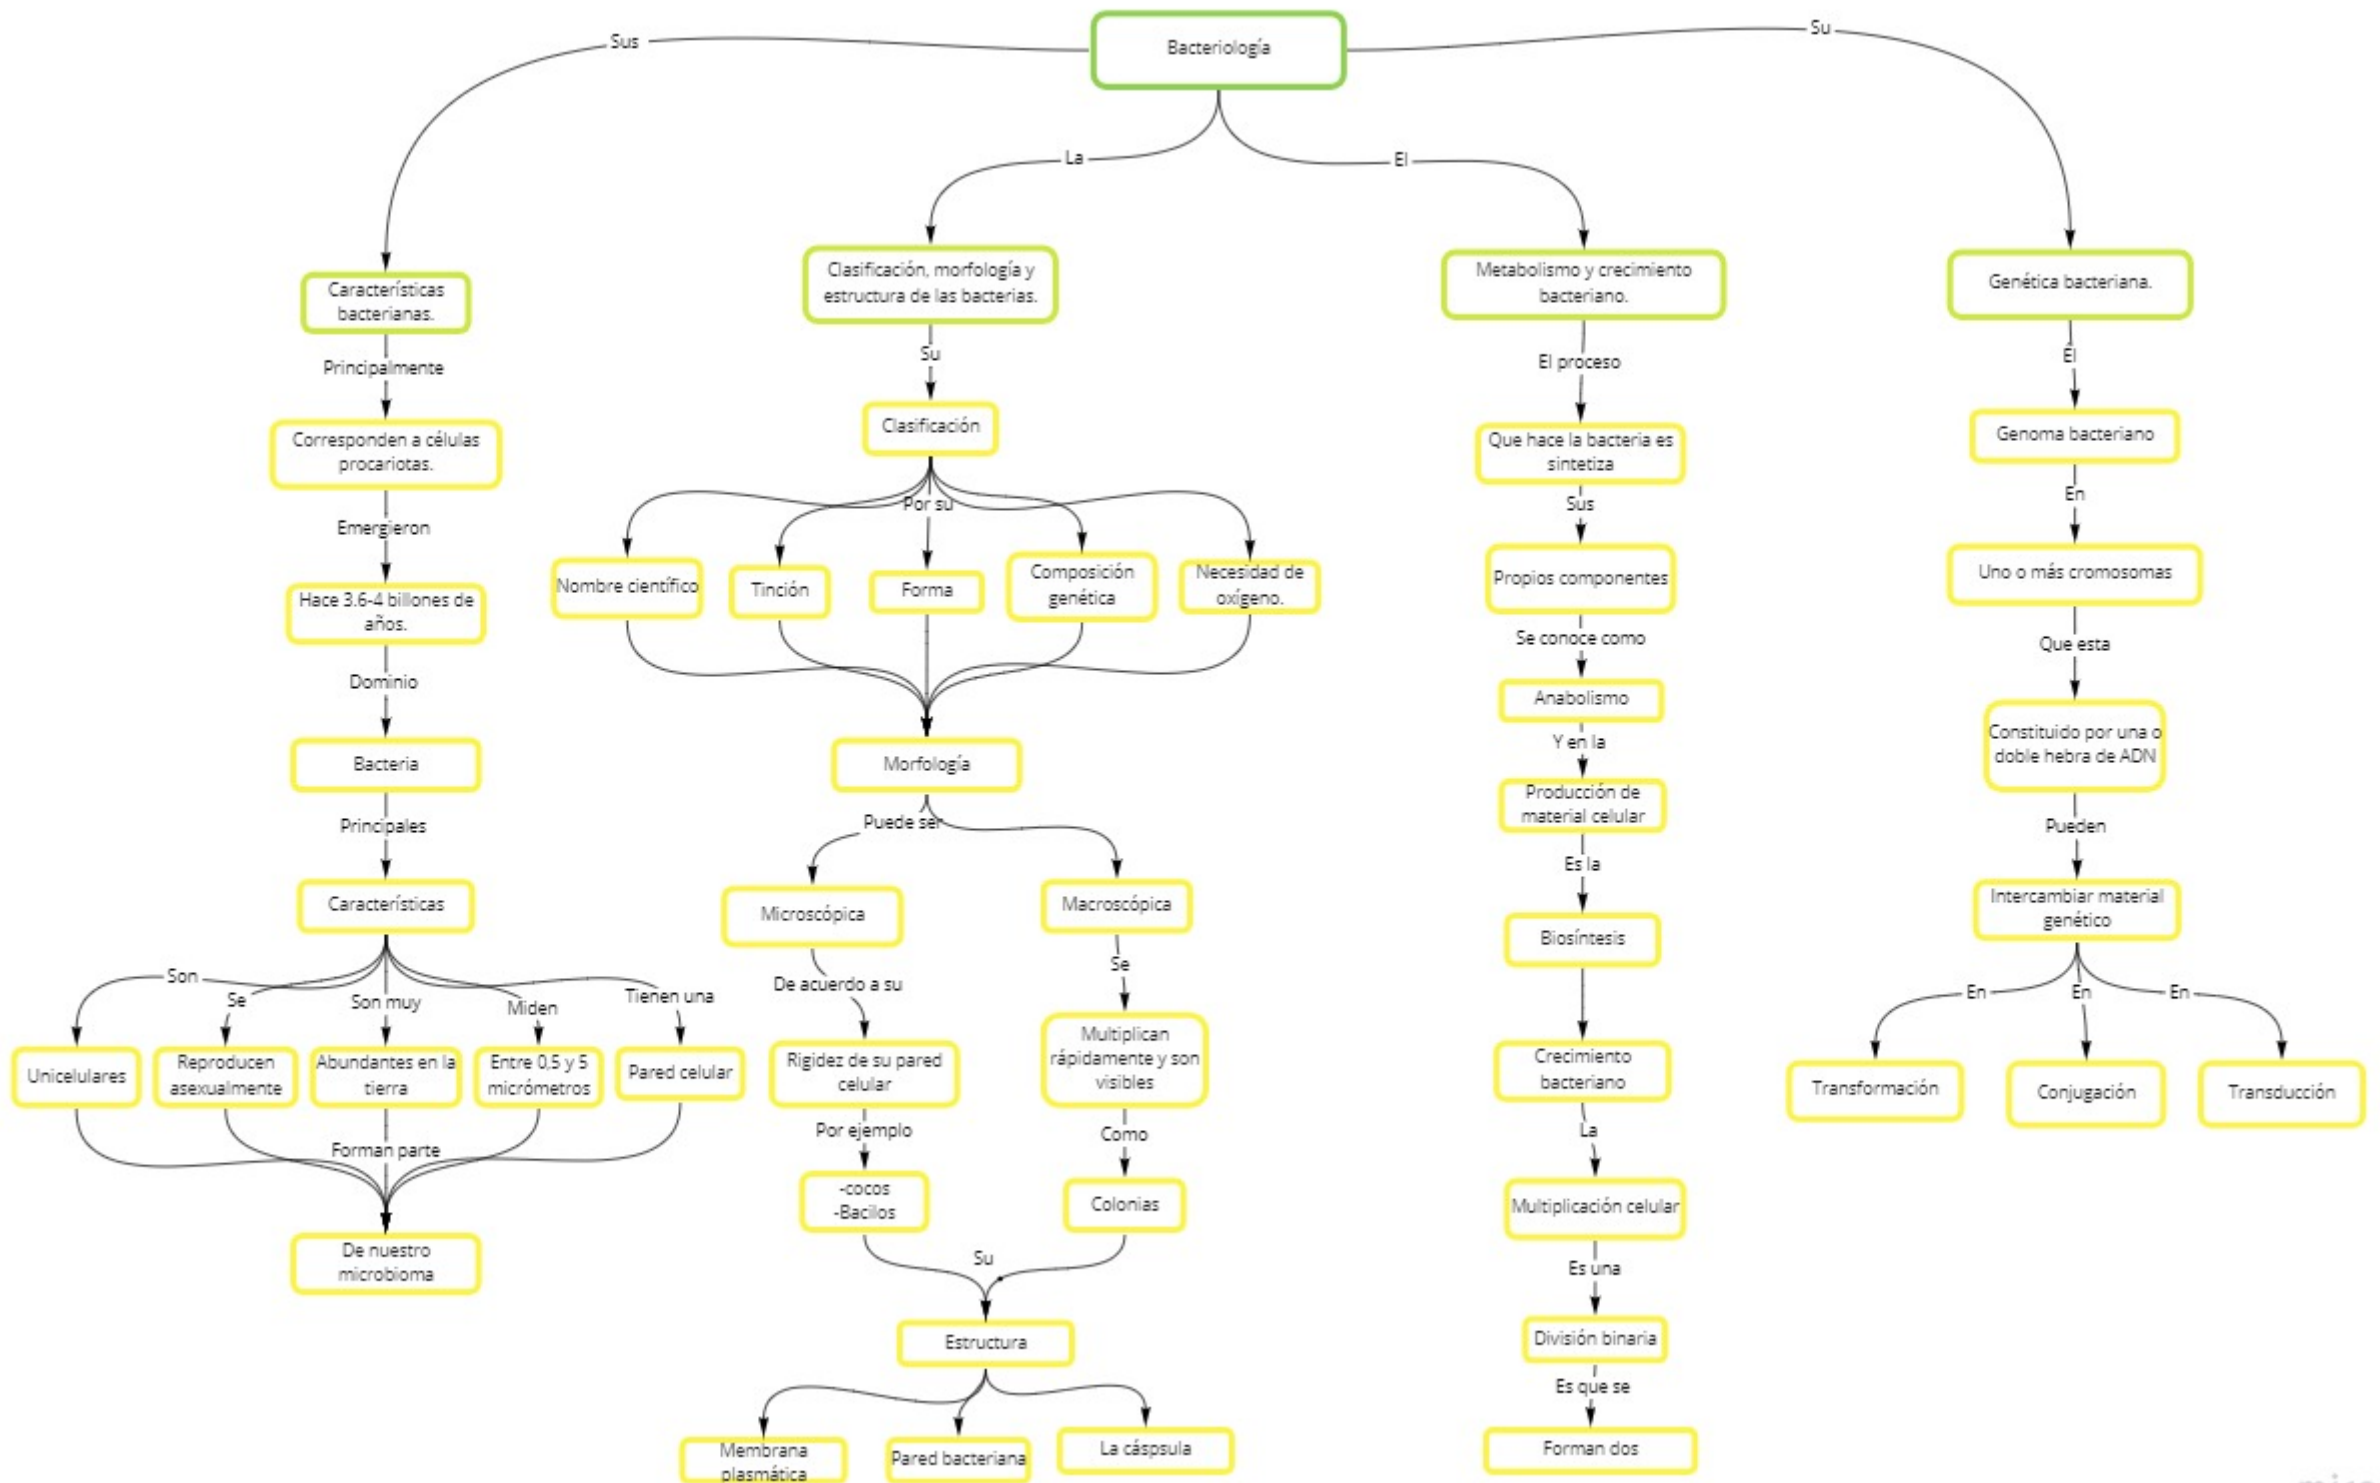 Bacteriología
Sus
La
El
Su
Características
bacterianas.
Principalmente
Corresponden a células
procariotas.
Emergieron
Hace 3.6-4 billones de
años.
Dominio
Bacteria
Principales
Características
Son
Se
Son muy
Miden
Tienen una
Unicelulares
Reproducen
asexualmente
Abundantes en la
tierra
Entre 0,5 y 5
micrómetros
Pared celular
Forman parte
De nuestro
microbioma
Clasificación, morfología y
estructura de las bacterias.
Su
Clasificación
Por su
Nombre científico
Tinción
Forma
Composición
genética
Necesidad de
oxígeno.
Morfología
Puede ser
Microscópica
De acuerdo a su
Rigidez de su pared
celular
Por ejemplo
-cocos
-Bacilos
Macroscópica
Se
Multiplican
rápidamente y son
visibles
Como
Colonias
Su
Estructura
Membrana
plasmática
Pared bacteriana
La cáspsula
Metabolismo y crecimiento
bacteriano.
El proceso
Que hace la bacteria es
sintetiza
Sus
Propios componentes
Se conoce como
Anabolismo
Y en la
Producción de
material celular
Es la
Biosíntesis
Crecimiento
bacteriano
La
Multiplicación celular
Es una
División binaria
Es que se
Forman dos
Genética bacteriana.
El
Genoma bacteriano
En
Uno o más cromosomas
Que esta
Constituido por una o
doble hebra de ADN
Pueden
Intercambiar material
genético
En
En
En
Transformación
Conjugación
Transducción